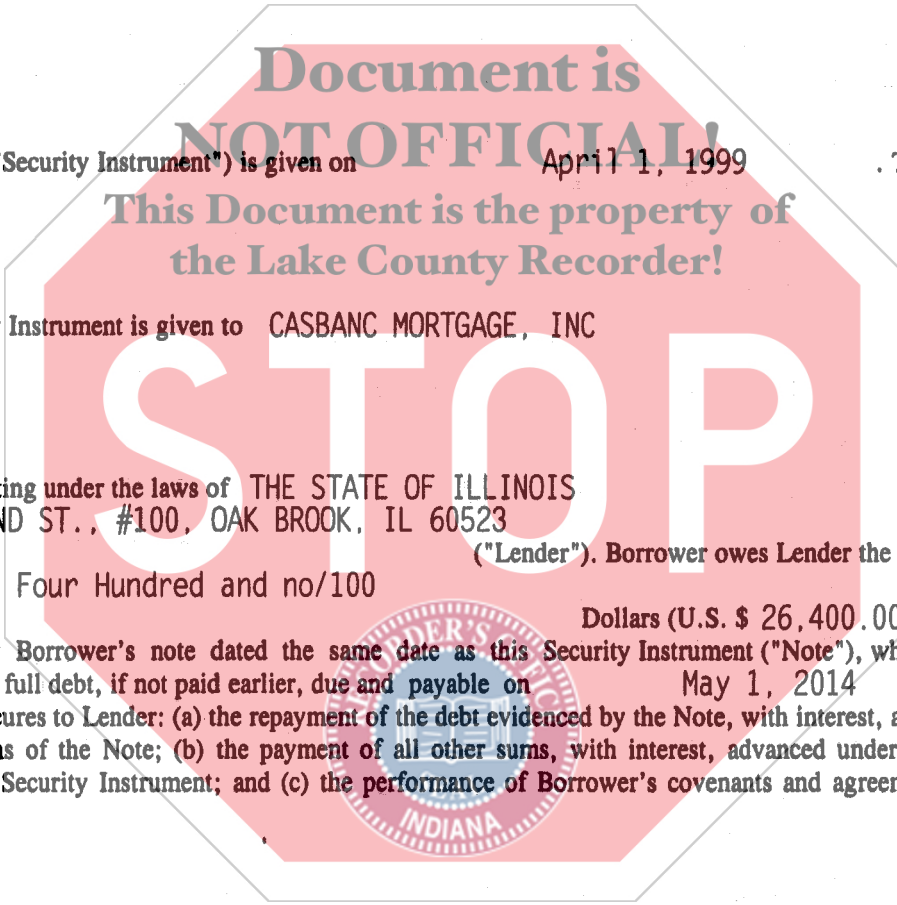 Document is
NOT OFFICIAL!
Security Instrument") is given on April 1, 1999 .
This Document is the property of
the Lake County Recorder!
Instrument is given to CASBANC MORTGAGE, INC
STOP
ing under the laws of THE STATE OF ILLINOIS
ND ST., #100, OAK BROOK, IL 60523
("Lender"). Borrower owes Lender the
Four Hundred and no/100
Dollars (U.S. $ 26,400.00
Borrower's note dated the same date as this Security Instrument ("Note"), wh
full debt, if not paid earlier, due and payable on May 1, 2014
cures to Lender: (a) the repayment of the debt evidenced by the Note, with interest, a
ns of the Note; (b) the payment of all other sums, with interest, advanced under
Security Instrument; and (c) the performance of Borrower's covenants and agreer
RECORDER'S OFFICE
SEAL
INDIANA